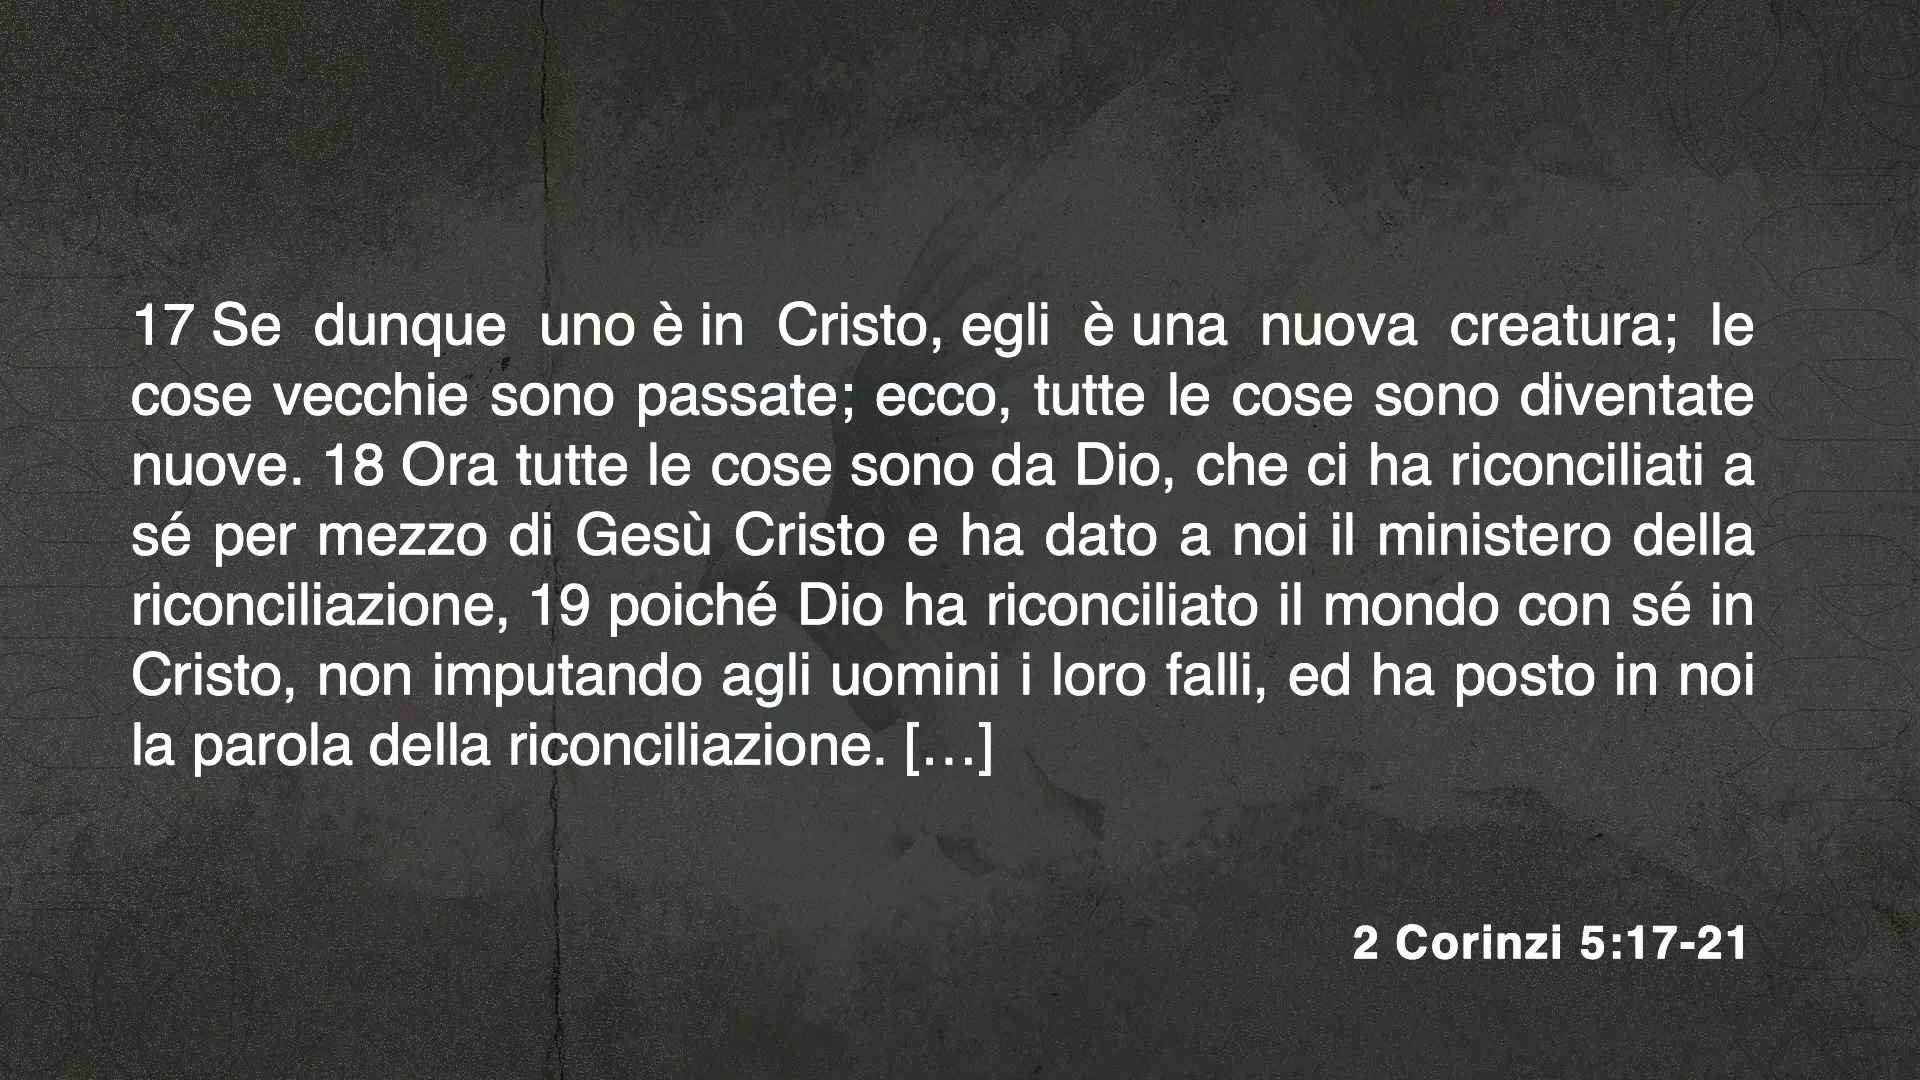 17 Se dunque uno è in Cristo, egli è una nuova creatura; le
cose vecchie sono passate; ecco, tutte le cose sono diventate
nuove. 18 Ora tutte le cose sono da Dio, che ci ha riconciliati a
sé per mezzo di Gesù Cristo e ha dato a noi il ministero della
riconciliazione, 19 poiché Dio ha riconciliato il mondo con sé in
Cristo, non imputando agli uomini i loro falli, ed ha posto in noi
la parola della riconciliazione. […]
2 Corinzi 5:17-21